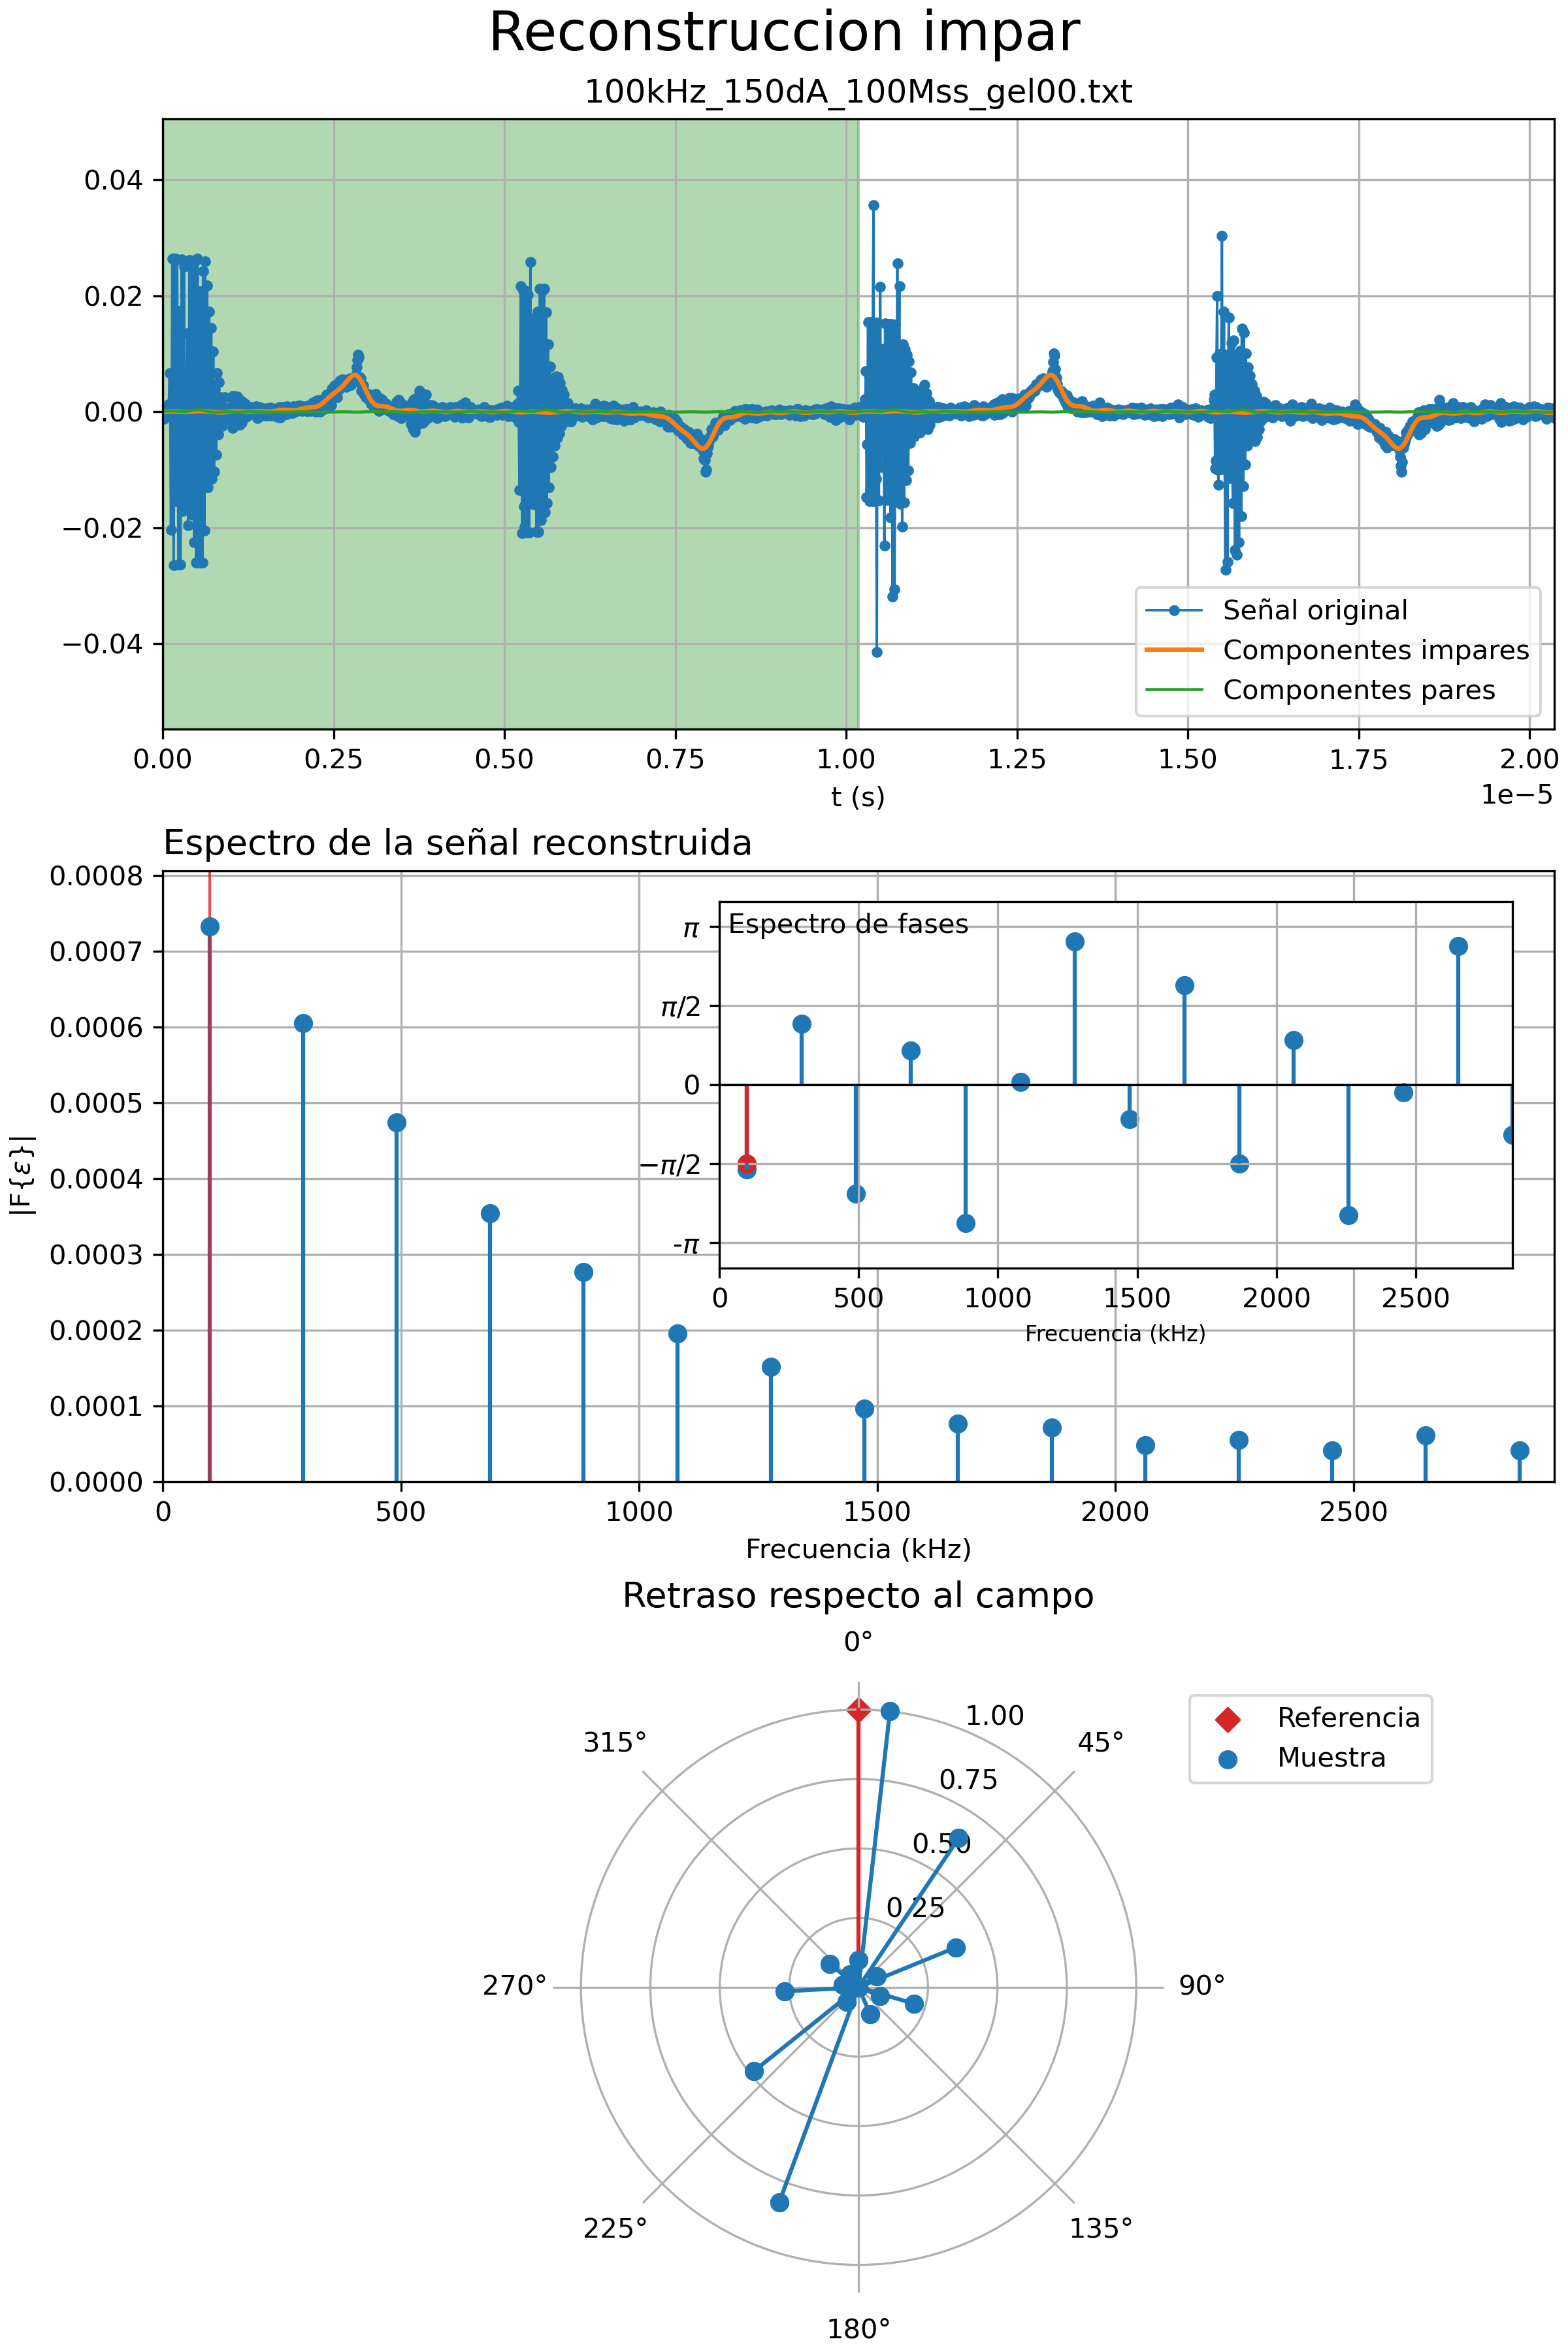 Reconstruccion impar
100kHz_150dA_100Mss_gel00.txt
0.04
0.02
0.00
−0.02
−0.04
Señal original
Componentes impares
Componentes pares
0.00 0.25 0.50 0.75 1.00 1.25 1.50 1.75 2.00
t (s)
1e−5
Espectro de la señal reconstruida
0.0008
0.0007
0.0006
0.0005
0.0004
0.0003
0.0002
0.0001
0.0000
|F{ε}|
Espectro de fases
π
π/2
0
−π/2
-π
0 500 1000 1500 2000 2500
Frecuencia (kHz)
0 500 1000 1500 2000 2500
Frecuencia (kHz)
Retraso respecto al campo
0°
45°
90°
135°
180°
225°
270°
315°
1.00
0.75
0.50
0.25
Referencia
Muestra